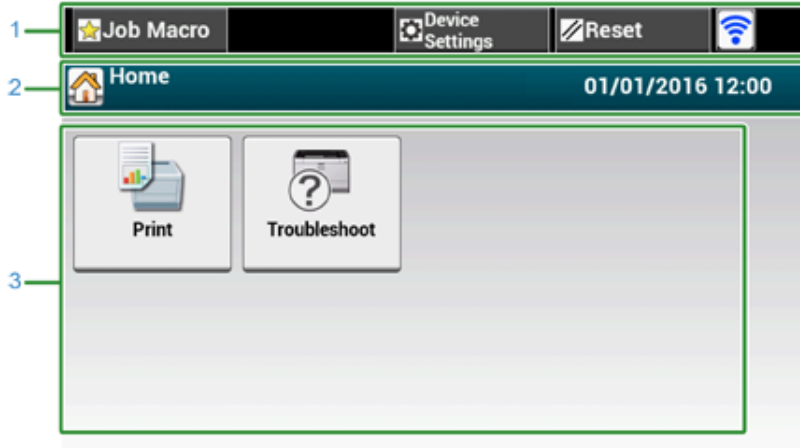 1
Job Macro
Device
Settings
Reset
2
Home
01/01/2016 12:00
3
Print
Troubleshoot